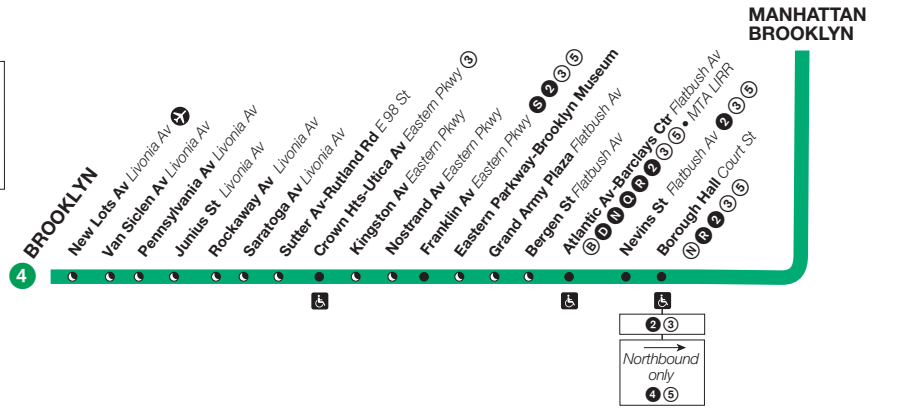 MANHATTAN
BROOKLYN
BROOKLYN
4
New Lots Av Livonia Av
Van Siclen Av Livonia Av
Pennsylvania Av Livonia Av
Junius St Livonia Av
Rockaway Av Livonia Av
Saratoga Av Livonia Av
Sutter Av-Rutland Rd E 98 St
Crown Hts-Utica Av Eastern Pkwy 3
Kingston Av Eastern Pkwy
Nostrand Av Eastern Pkwy
Franklin Av Eastern Pkwy S 2 3 5
Eastern Parkway-Brooklyn Museum
Grand Army Plaza Flatbush Av
Bergen St Flatbush Av
Atlantic Av-Barclays Ctr Flatbush Av
B D N Q R 2 3 5 • MTA LIRR
Nevins St Flatbush Av 2 3 5
Borough Hall Court St
N R 2 3 5
2 3
Northbound
only
4 5